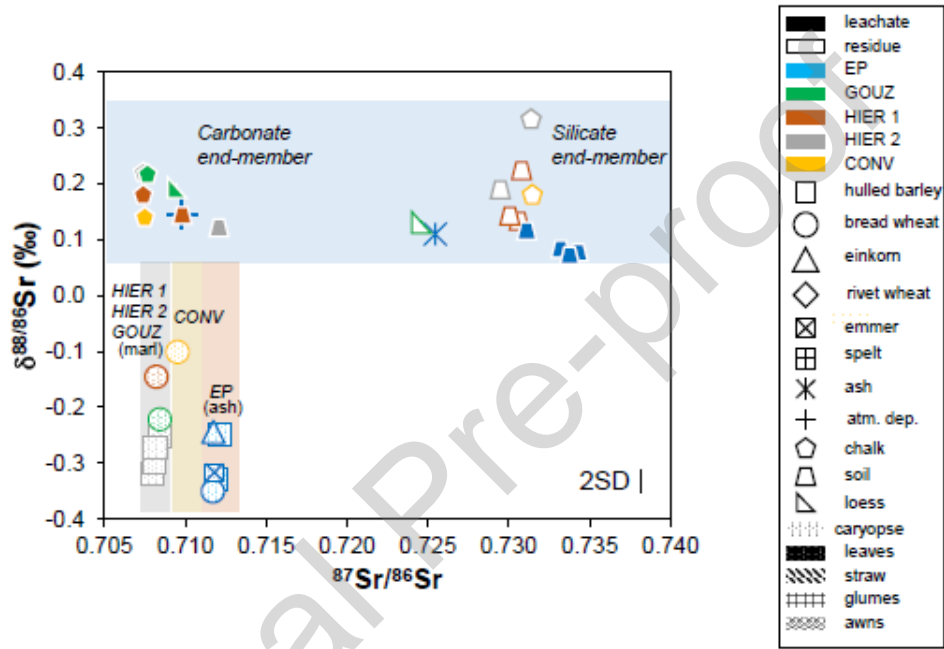 0.4
0.3
0.2
0.1
0.0
-0.1
-0.2
-0.3
-0.4
δ88/86Sr (‰)
Carbonate
end-member
Silicate
end-member
HIER 1
HIER 2
GOUZ
(marl)
CONV
EP
(ash)
2SD
0.705 0.710 0.715 0.720 0.725 0.730 0.735 0.740
87Sr/86Sr
leachate
residue
EP
GOUZ
HIER 1
HIER 2
CONV
hulled barley
bread wheat
einkorn
rivet wheat
emmer
spelt
ash
atm. dep.
chalk
soil
loess
caryopse
leaves
straw
glumes
awns
al Pre-proof